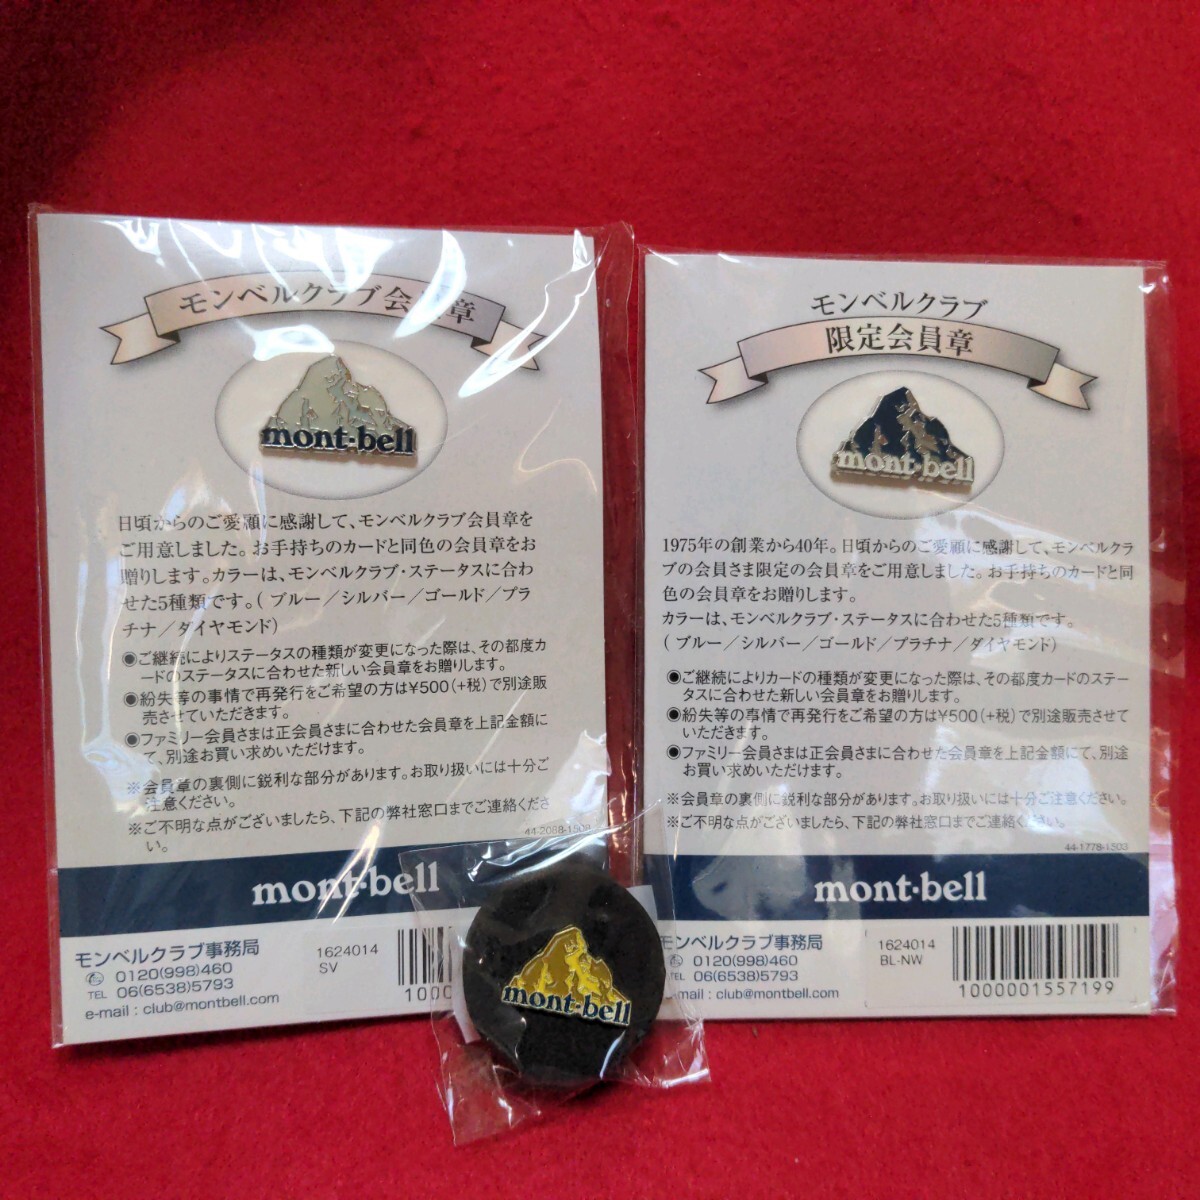 モンベルクラブ会員章
mont-bell
日頃からのご愛顧に感謝して、モンベルクラブ会員章を
ご用意しました。お手持ちのカードと同色の会員章をお
贈りします。カラーは、モンベルクラブ・ステータスに合わ
せた5種類です。(ブルー/シルバー/ゴールド/プラ
チナ/ダイヤモンド)
◉ご継続によりステータスの種類が変更になった際は、その都度カ
ードのステータスに合わせた新しい会員章をお贈りします。
◉紛失等の事情で再発行をご希望の方は¥500(+税)で別途販
売させていただきます。
◉ファミリー会員さまは正会員さまに合わせた会員章を上記金額に
て、別途お買い求めいただけます。
※会員章の裏側に鋭利な部分があります。お取り扱いには十分ご
注意ください。
※ご不明な点がございましたら、下記の弊社窓口までご連絡くださ
い。
mont-bell
モンベルクラブ事務局
0120(998)460
TEL 06(6538)5793
e-mail : club@montbell.com
1624014
SV
モンベルクラブ
限定会員章
mont-bell
1975年の創業から40年。日頃からのご愛顧に感謝して、モンベルクラ
ブの会員さま限定の会員章をご用意しました。お手持ちのカードと同
色の会員章をお贈りします。
カラーは、モンベルクラブ・ステータスに合わせた5種類です。
(ブルー/シルバー/ゴールド/プラチナ/ダイヤモンド)
◉ご継続によりカードの種類が変更になった際は、その都度カードのステー
タスに合わせた新しい会員章をお贈りします。
◉紛失等の事情で再発行をご希望の方は¥500(+税)で別途販売させて
いただきます。
◉ファミリー会員さまは正会員さまに合わせた会員章を上記金額にて、別途
お買い求めいただけます。
※会員章の裏側に鋭利な部分があります。お取り扱いには十分ご注意ください。
※ご不明な点がございましたら、下記の弊社窓口までご連絡ください。
44-1778-1503
mont-bell
モンベルクラブ事務局
0120(998)460
06(6538)5793
club@montbell.com
1624014
BL-NW
1000001557199
mont-bell